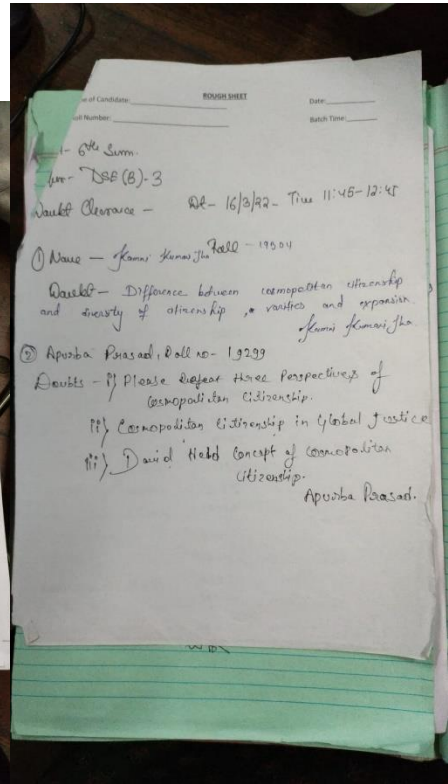 e of Candidate:
ROUGH SHEET
Date:
oll Number:
Batch Time:
- 6th Sem.
- DSE (B)-3
Doubt Clearance - Dt- 16/3/22 - Time 11:45-12:45
① Name - Kamni Kumari Jha Roll - 19504
Doubt - Difference between cosmopolitan citizenship
and diversity of citizenship, varities and expansion
Kamni Kumari Jha
② Apurba Prasad, Roll no- 19299
Doubts - i) Please Repeat three Perspectives of
Cosmopolitan Citizenship.
ii) Cosmopolitan Citizenship in Global Justice
iii) David Held Concept of Cosmopolitan
Citizenship.
Apurba Prasad.